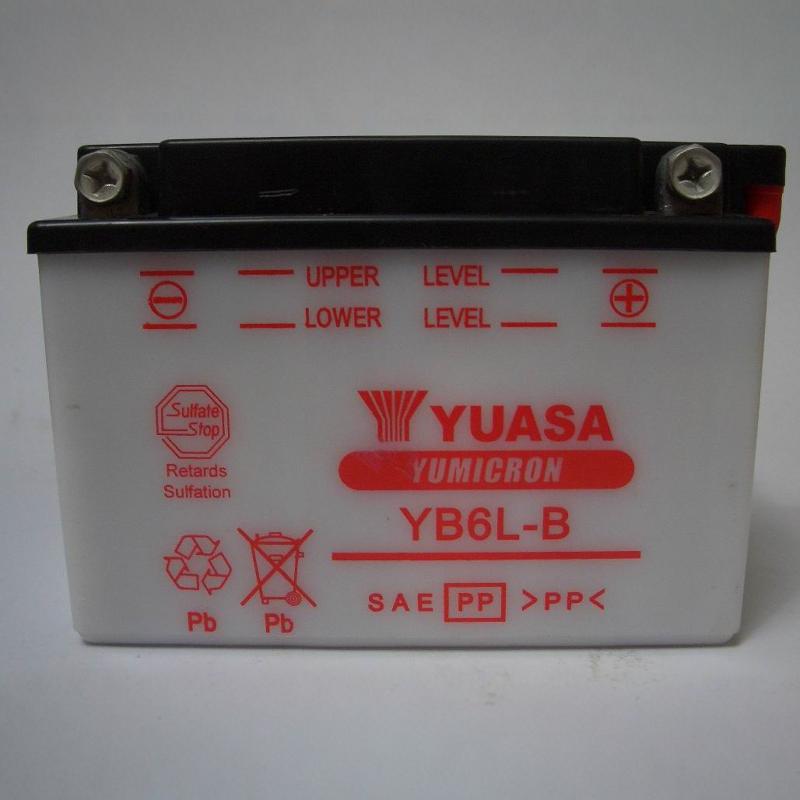 UPPER LEVEL
LOWER LEVEL
Sulfate
Stop
Retards
Sulfation
YUASA
YUMICRON
YB6L-B
Pb
Pb
SAE PP >PP<